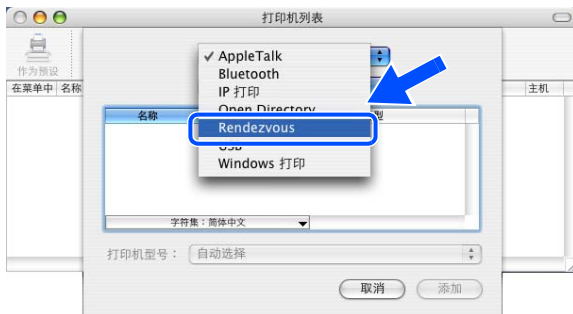 打印机列表
作为预设
在菜单中 名称 主机
✓ AppleTalk
Bluetooth
IP 打印
Open Directory
Rendezvous
USB
Windows 打印
名称 型
字符集：简体中文
打印机型号： 自动选择
取消 添加